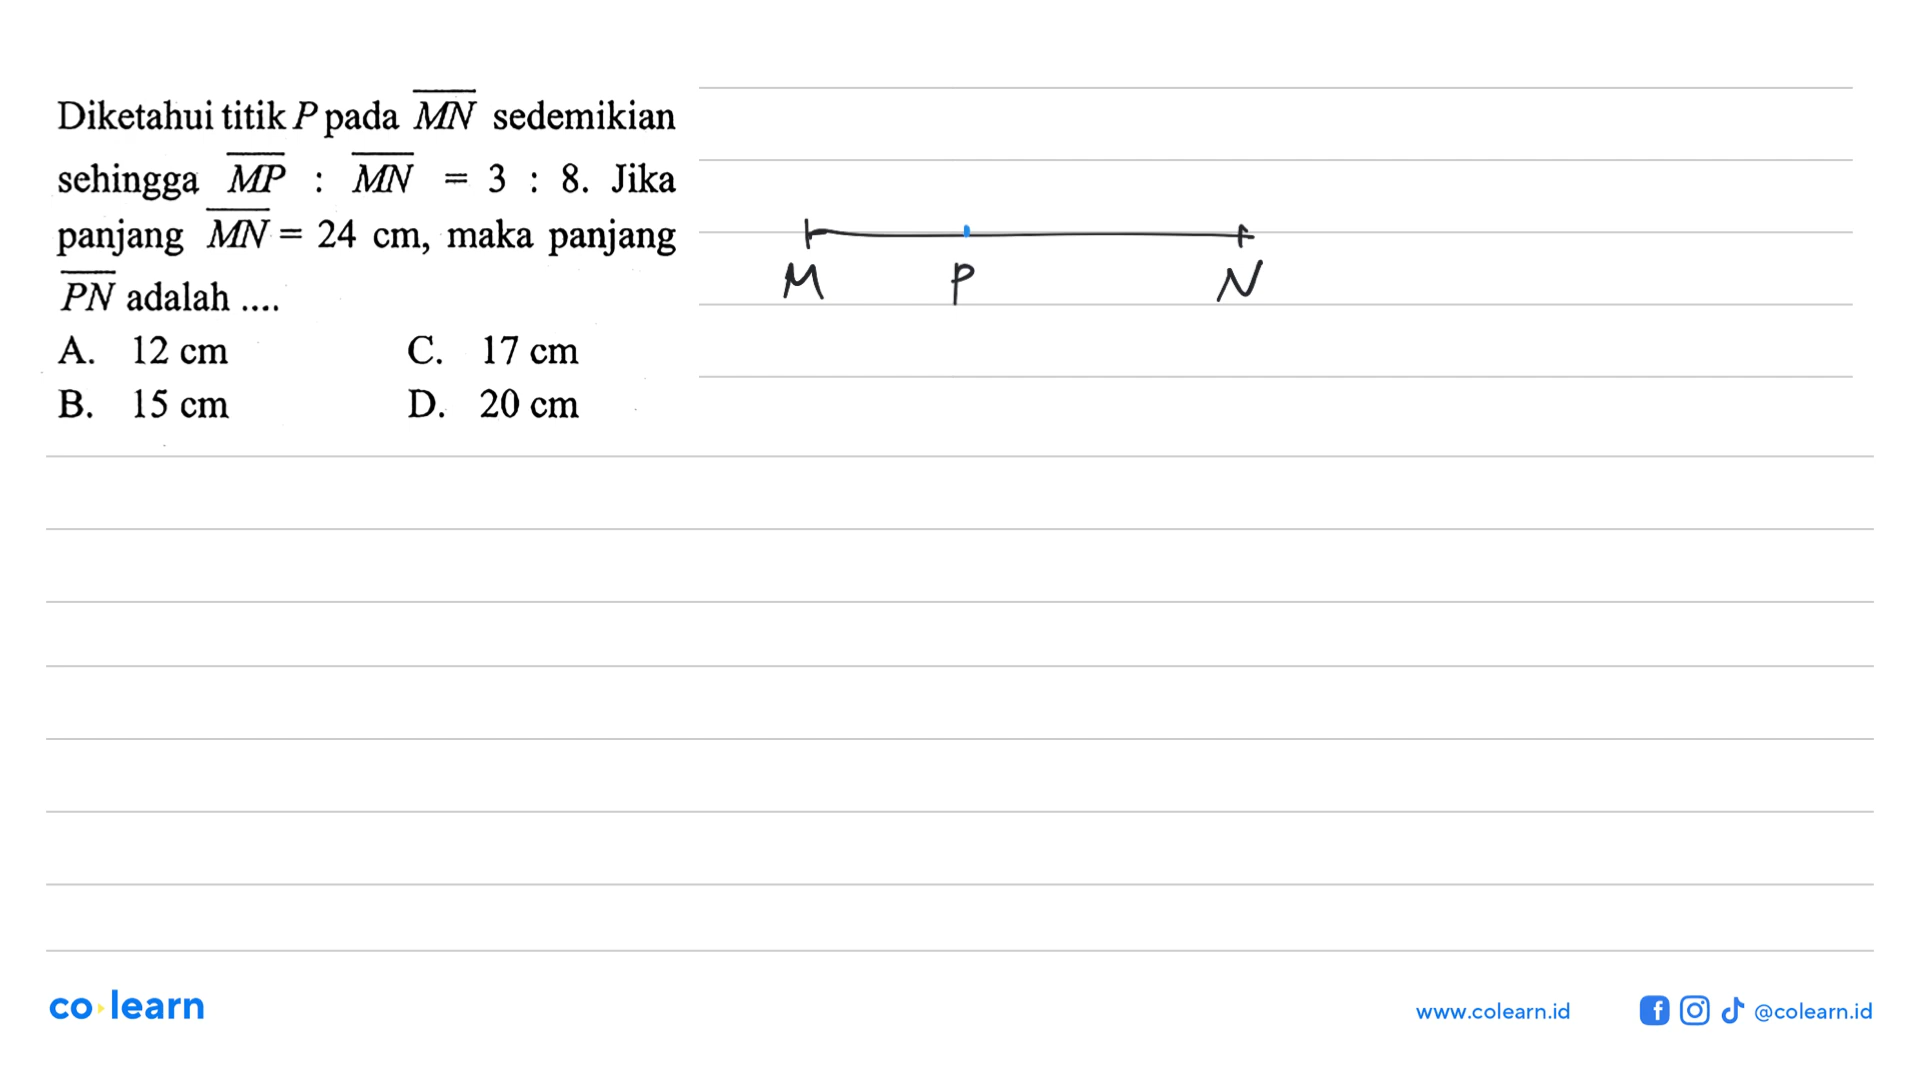 Diketahui titik P pada MN sedemikian
sehingga MP : MN = 3 : 8. Jika
panjang MN = 24 cm, maka panjang
PN adalah ....
A. 12 cm C. 17 cm
B. 15 cm D. 20 cm
M P N
co learn
www.colearn.id @colearn.id